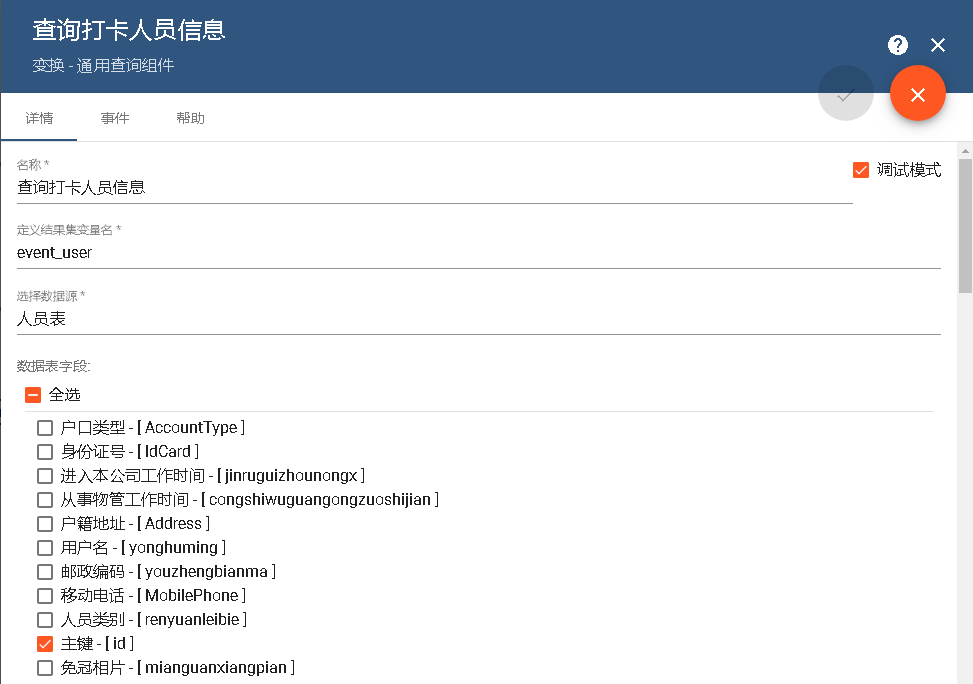 查询打卡人员信息
变换 - 通用查询组件
详情 事件 帮助
名称 *
查询打卡人员信息
调试模式
定义结果集变量名 *
event_user
选择数据源 *
人员表
数据表字段:
全选
户口类型 - [ AccountType ]
身份证号 - [ IdCard ]
进入本公司工作时间 - [ jinruguizhounongx ]
从事物管工作时间 - [ congshiwuguangongzuoshijian ]
户籍地址 - [ Address ]
用户名 - [ yonghuming ]
邮政编码 - [ youzhengbianma ]
移动电话 - [ MobilePhone ]
人员类别 - [ renyuanleibie ]
主键 - [ id ]
免冠相片 - [ mianguanxiangpian ]